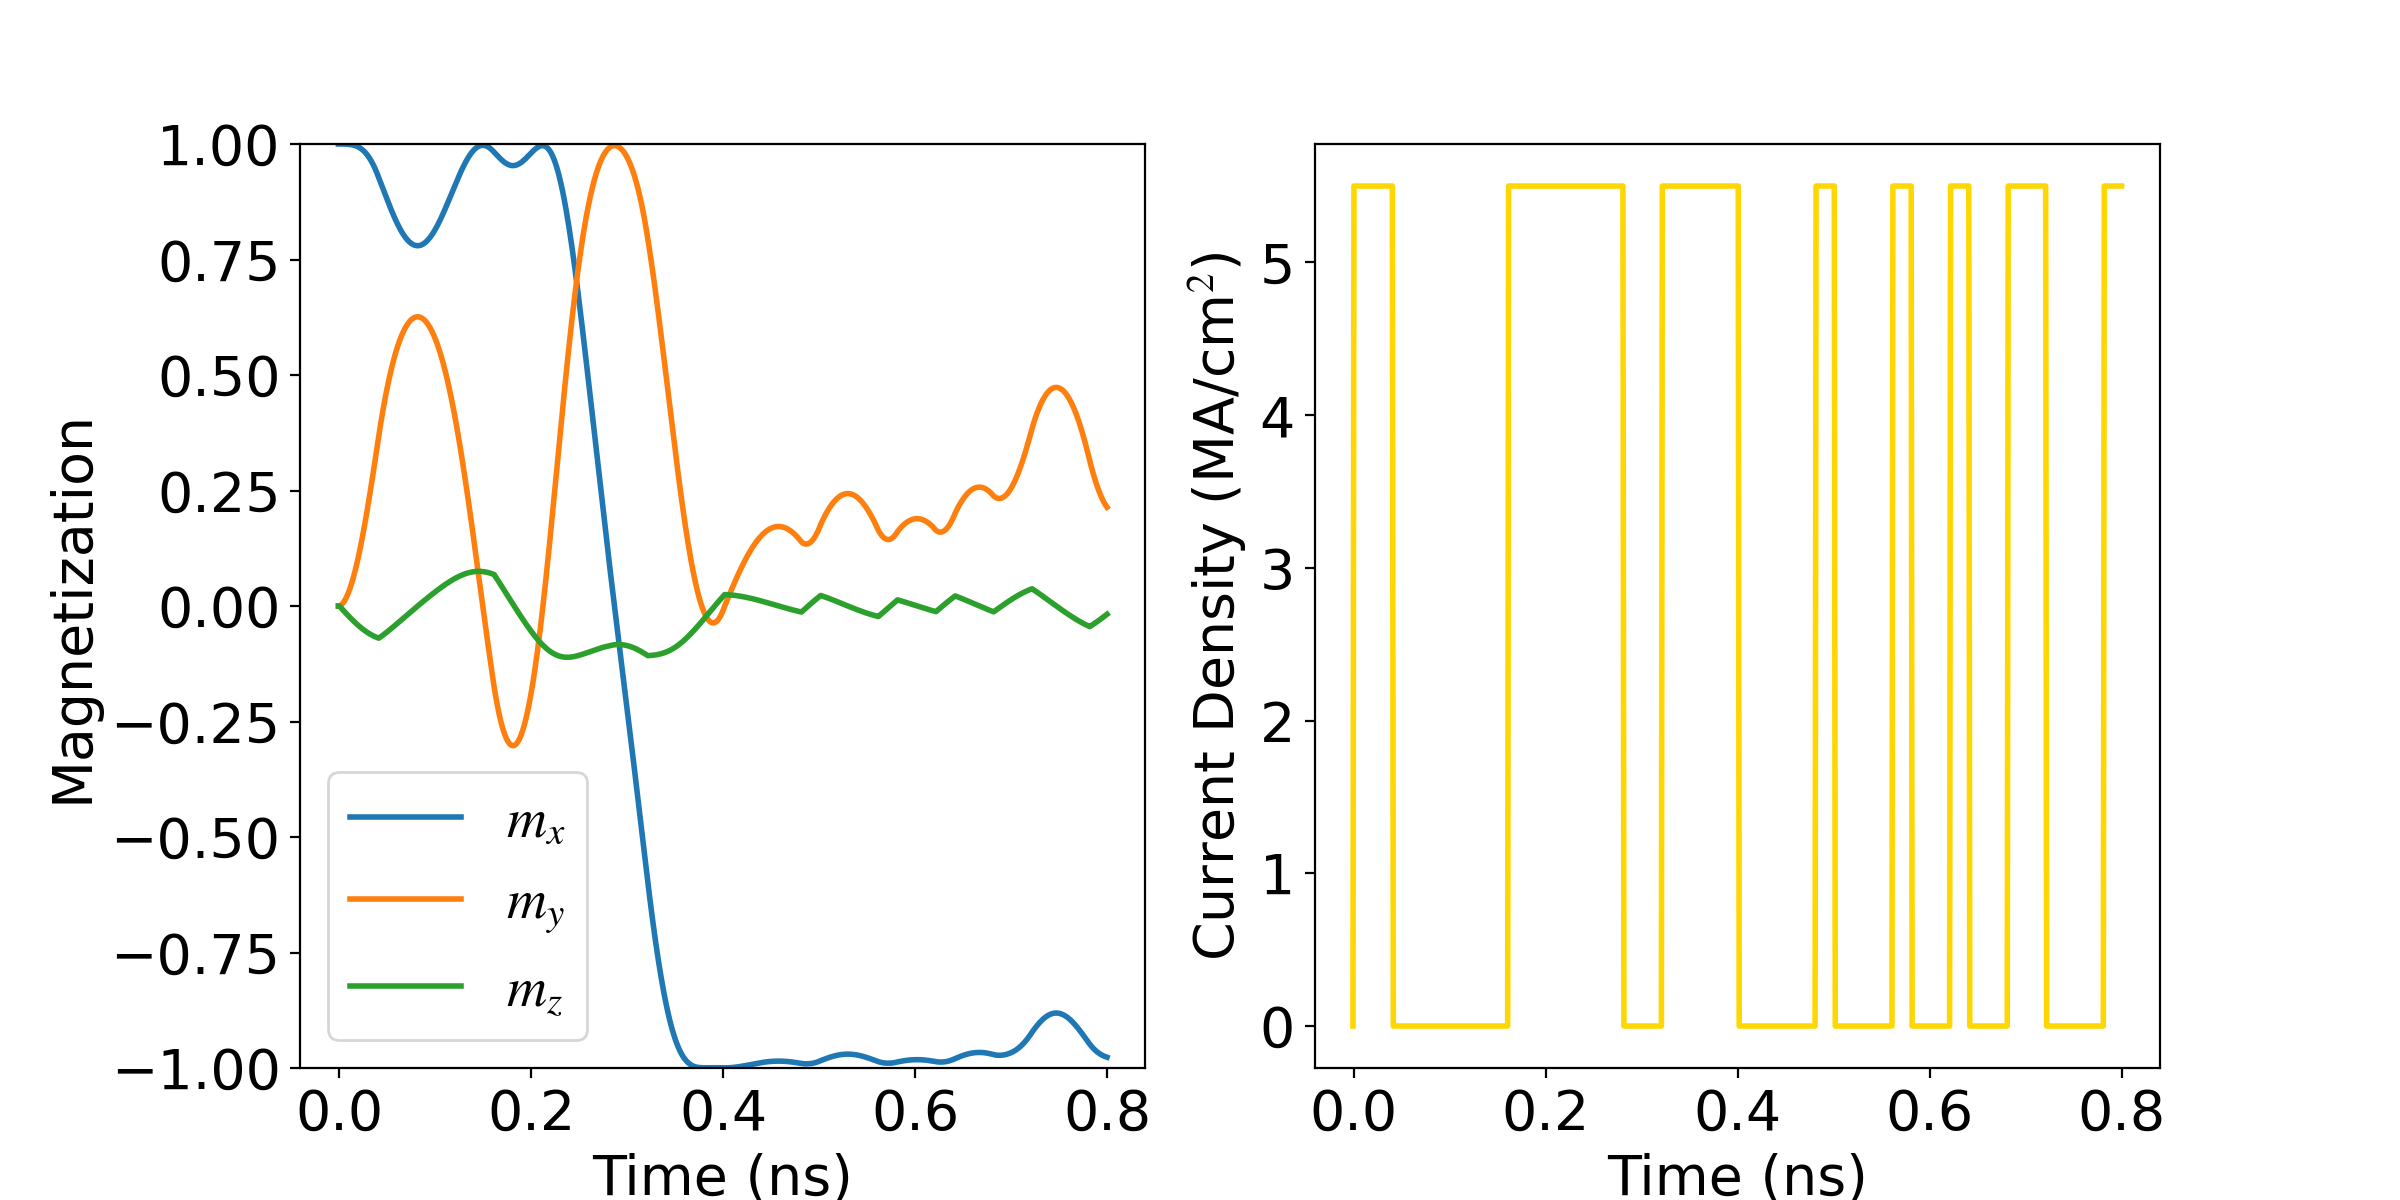 Magnetization
1.00
0.75
0.50
0.25
0.00
−0.25
−0.50
−0.75
−1.00
m_x
m_y
m_z
0.0 0.2 0.4 0.6 0.8
Time (ns)
Current Density (MA/cm²)
5
4
3
2
1
0
0.0 0.2 0.4 0.6 0.8
Time (ns)